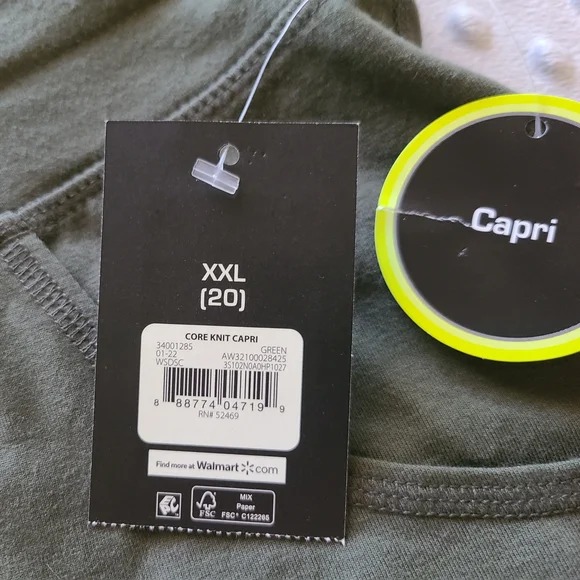 XXL
(20)
CORE KNIT CAPRI
34001285 GREEN
01-22 AW32100028425
WSDSC 3S102N0A0HP1027
8 88774 04719 9
RN# 52469
Find more at Walmart.com
FSC
MIX
Paper
FSC® C122265
Capri